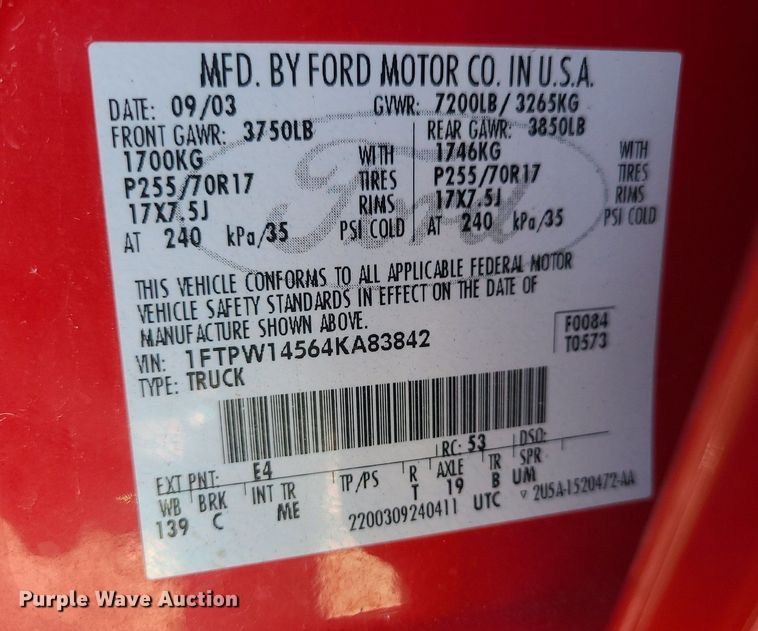 MFD. BY FORD MOTOR CO. IN U.S.A.
DATE: 09/03 GVWR: 7200LB/ 3265KG
FRONT GAWR: 3750LB REAR GAWR: 3850LB
1700KG WITH 1746KG WITH
P255/70R17 TIRES P255/70R17 TIRES
17X7.5J RIMS 17X7.5J RIMS
AT 240 kPa/35 PSI COLD AT 240 kPa/35 PSI COLD
Ford
THIS VEHICLE CONFORMS TO ALL APPLICABLE FEDERAL MOTOR
VEHICLE SAFETY STANDARDS IN EFFECT ON THE DATE OF
MANUFACTURE SHOWN ABOVE.
VIN: 1FTPW14564KA83842 F0084
TYPE: TRUCK T0573
EXT PNT: E4 RC: 53 DSO:
WB BRK INT TR TP/PS R AXLE TR SPR
139 C ME T 19 B UM
2200309240411 UTC ▽ 2U5A-1520472-AA
Purple Wave Auction